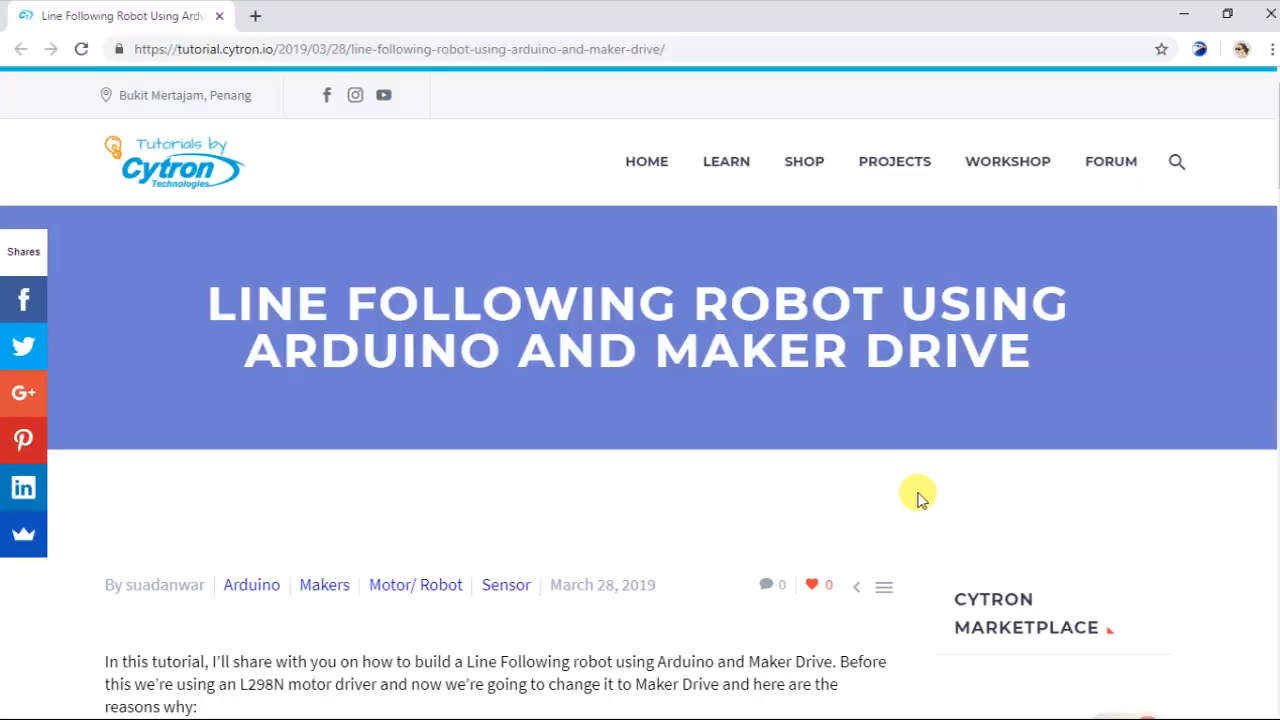 Line Following Robot Using Ardu
https://tutorial.cytron.io/2019/03/28/line-following-robot-using-arduino-and-maker-drive/
Bukit Mertajam, Penang
Tutorials by
Cytron
Technologies
HOME LEARN SHOP PROJECTS WORKSHOP FORUM
Shares
LINE FOLLOWING ROBOT USING
ARDUINO AND MAKER DRIVE
By suadanwar Arduino Makers Motor/ Robot Sensor March 28, 2019 0 0
CYTRON
MARKETPLACE
In this tutorial, I'll share with you on how to build a Line Following robot using Arduino and Maker Drive. Before
this we're using an L298N motor driver and now we're going to change it to Maker Drive and here are the
reasons why: